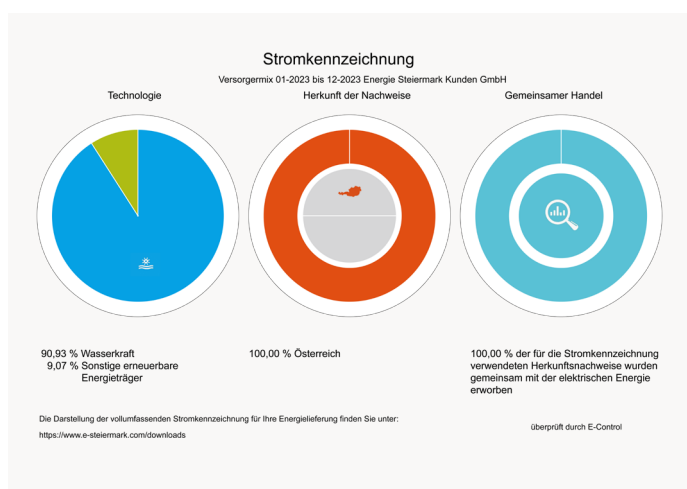 Stromkennzeichnung
Versorgermix 01-2023 bis 12-2023 Energie Steiermark Kunden GmbH
Technologie
Herkunft der Nachweise
Gemeinsamer Handel
90,93 % Wasserkraft
9,07 % Sonstige erneuerbare
Energieträger
100,00 % Österreich
100,00 % der für die Stromkennzeichnung
verwendeten Herkunftsnachweise wurden
gemeinsam mit der elektrischen Energie
erworben
Die Darstellung der vollumfassenden Stromkennzeichnung für Ihre Energielieferung finden Sie unter:
https://www.e-steiermark.com/downloads
überprüft durch E-Control